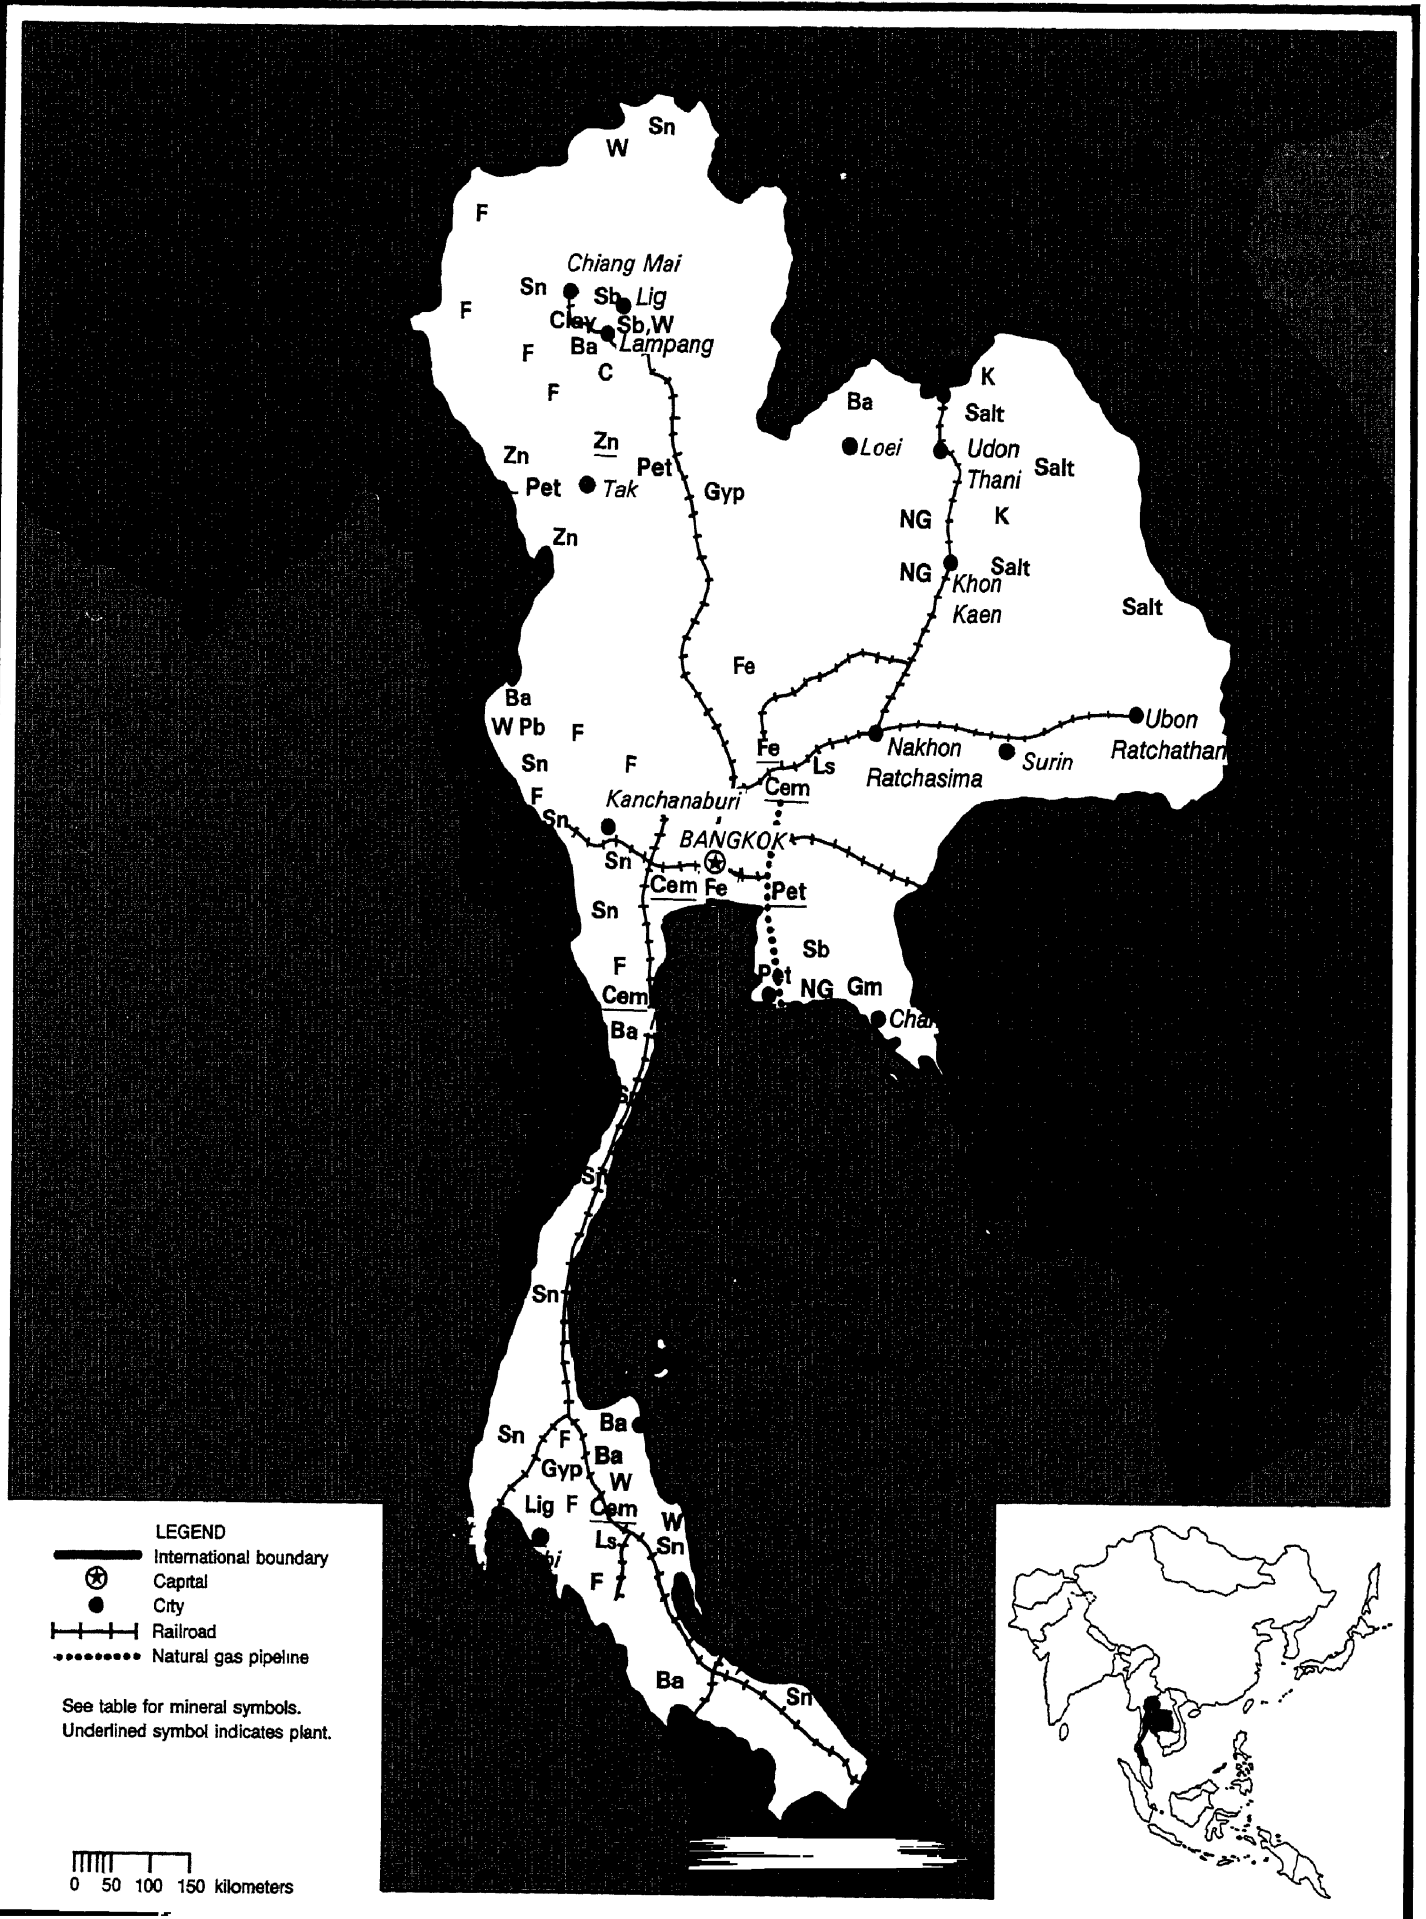 Sn
W
F
Chiang Mai
Sn
Sb
Lig
F
Clay
Sb,W
Ba
Lampang
F
C
F
K
Ba
Salt
Zn
Loei
Udon
Thani
Zn
Pet
Salt
Pet
Tak
Gyp
NG
K
Zn
NG
Salt
Khon
Kaen
Salt
Fe
Ba
W Pb
F
Ubon
Ratchathan
Sn
F
Fe
Ls
Nakhon
Ratchasima
Surin
F
Kanchanaburi
Cem
Sn
BANGKOK
Sn
Cem
Fe
Pet
Sn
Sb
F
Pet
NG
Gm
Cem
Chan
Ba
Sn
Sn
Ba
Sn
F
Ba
Gyp
W
Lig
F
Cem
W
Ls
Sn
F
Ba
Sn
LEGEND
International boundary
Capital
City
Railroad
Natural gas pipeline
See table for mineral symbols.
Underlined symbol indicates plant.
0 50 100 150 kilometers